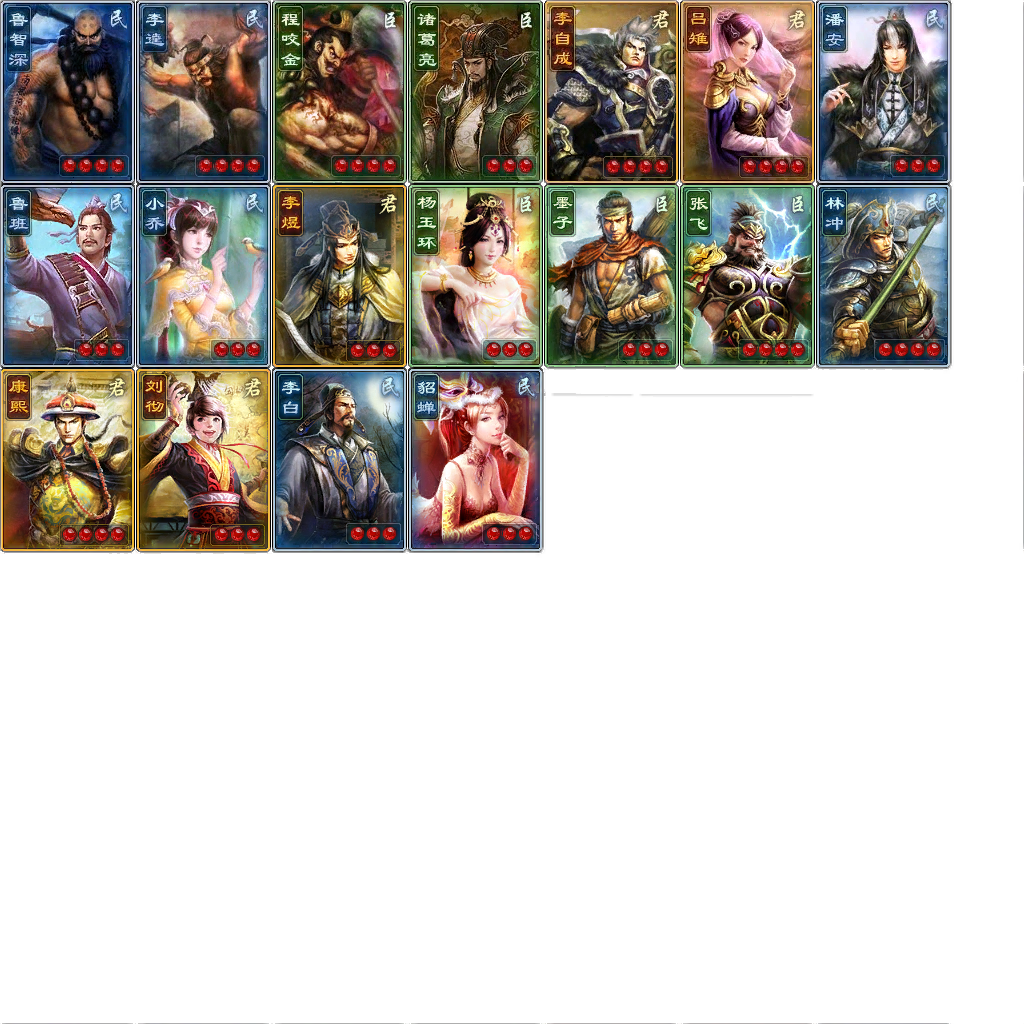 鲁智深 民
李逵 民
程咬金 臣
诸葛亮 臣
李自成 君
吕雉 君
潘安 民
鲁班 民
小乔 民
李煜 君
杨玉环 臣
墨子 臣
张飞 臣
林冲 民
康熙 君
刘彻 君
李白 民
貂蝉 民